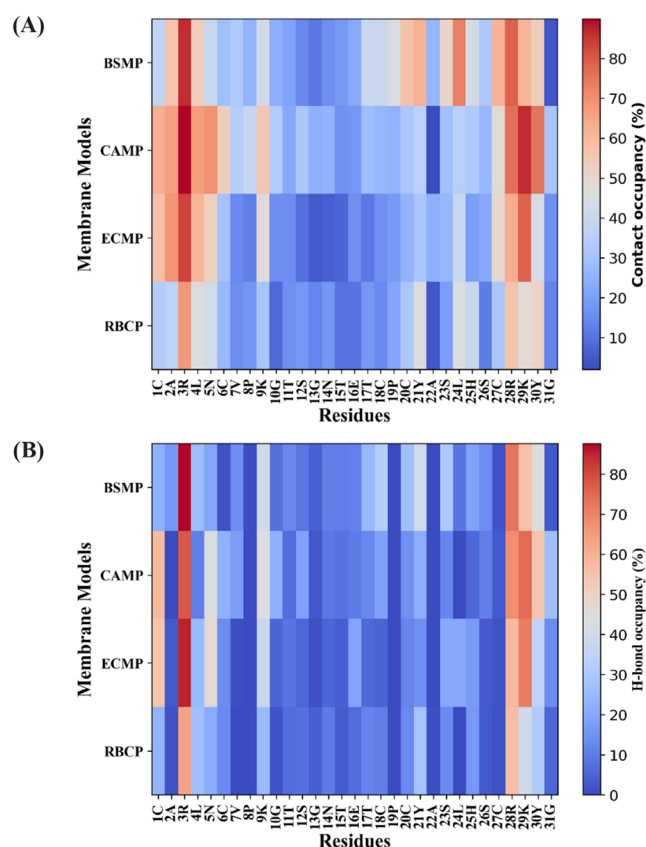 (A)
Membrane Models
BSMP
CAMP
ECMP
RBCP
1C 2A 3R 4L 5N 6C 7V 8P 9K 10G 11T 12S 13G 14N 15T 16E 17T 18C 19P 20C 21Y 22A 23S 24L 25H 26S 27C 28R 29K 30Y 31G
Residues
80
70
60
50
40
30
20
10
Contact occupancy (%)
(B)
Membrane Models
BSMP
CAMP
ECMP
RBCP
1C 2A 3R 4L 5N 6C 7V 8P 9K 10G 11T 12S 13G 14N 15T 16E 17T 18C 19P 20C 21Y 22A 23S 24L 25H 26S 27C 28R 29K 30Y 31G
Residues
80
70
60
50
40
30
20
10
0
H-bond occupancy (%)